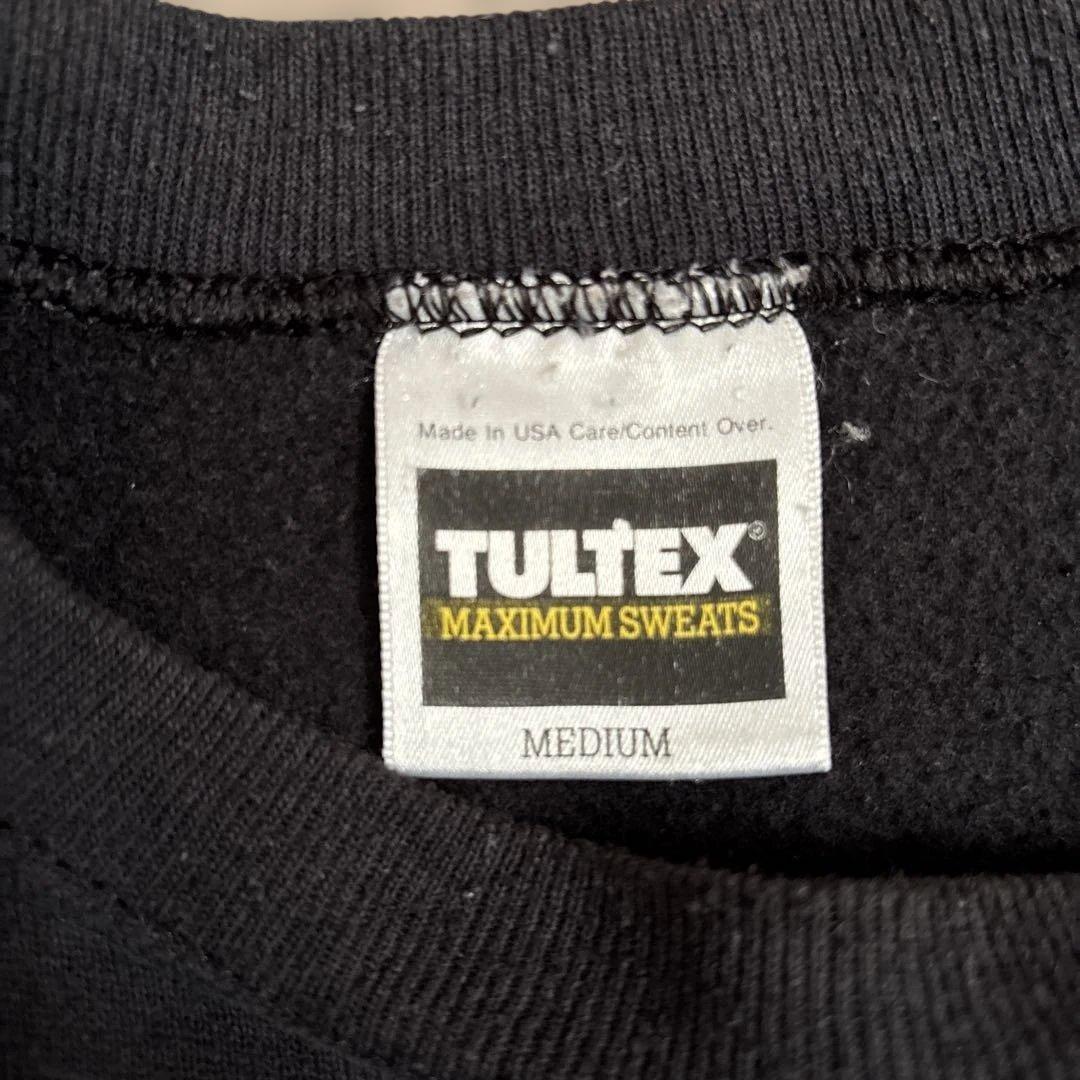 Made In USA Care/Content Over.
TULTEX®
MAXIMUM SWEATS
MEDIUM